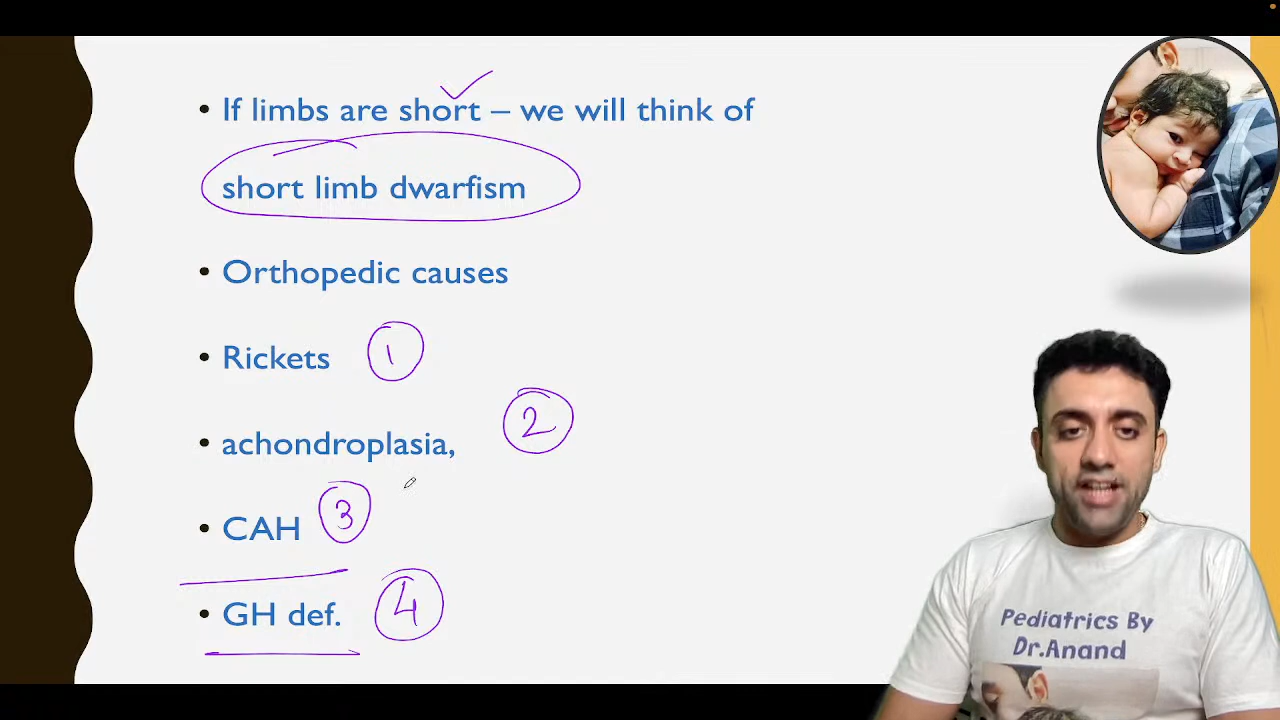 • If limbs are short – we will think of
short limb dwarfism
• Orthopedic causes
• Rickets 1
• achondroplasia, 2
• CAH 3
• GH def. 4
Pediatrics By
Dr.Anand